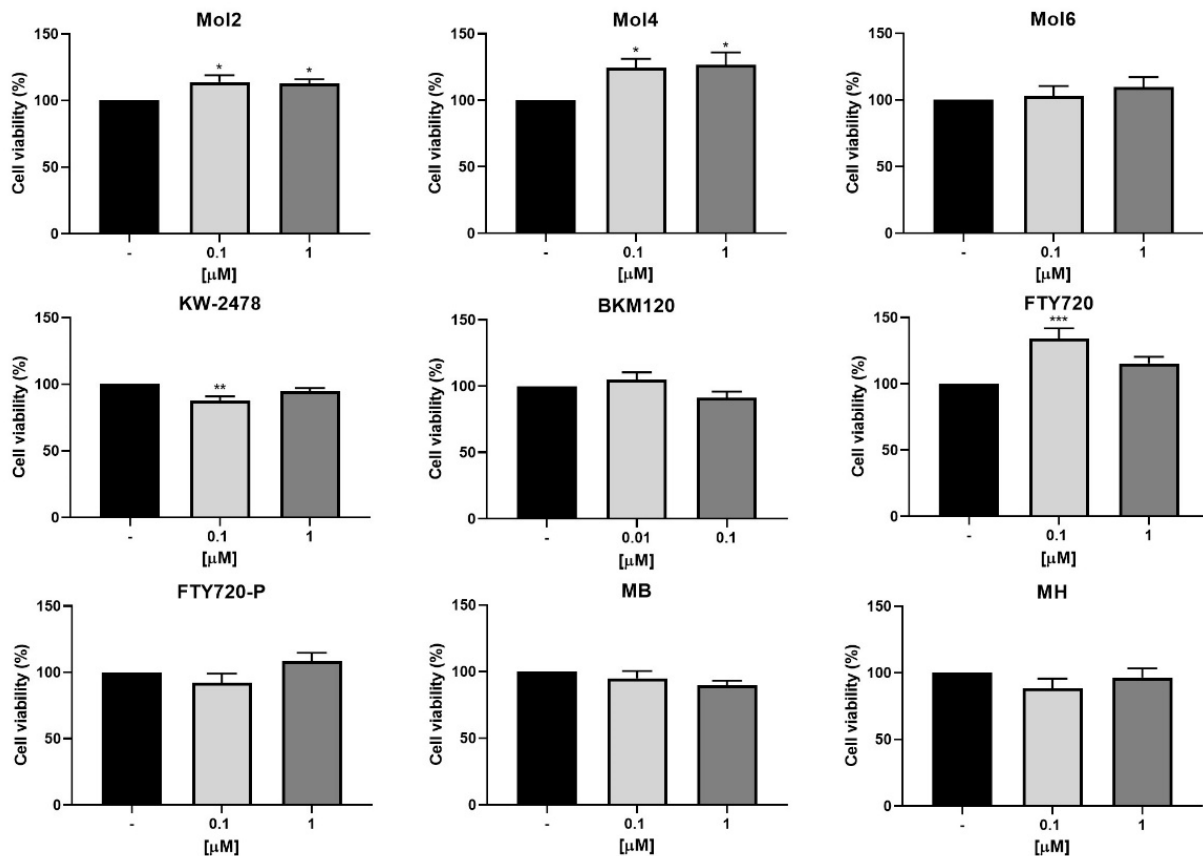 Mol2
Cell viability (%)
150
100
50
0
*
*
-
0.1
1
[µM]
Mol4
Cell viability (%)
150
100
50
0
*
*
-
0.1
1
[µM]
Mol6
Cell viability (%)
150
100
50
0
-
0.1
1
[µM]
KW-2478
Cell viability (%)
150
100
50
0
**
-
0.1
1
[µM]
BKM120
Cell viability (%)
150
100
50
0
-
0.01
0.1
[µM]
FTY720
Cell viability (%)
150
100
50
0
***
-
0.1
1
[µM]
FTY720-P
Cell viability (%)
150
100
50
0
-
0.1
1
[µM]
MB
Cell viability (%)
150
100
50
0
-
0.1
1
[µM]
MH
Cell viability (%)
150
100
50
0
-
0.1
1
[µM]